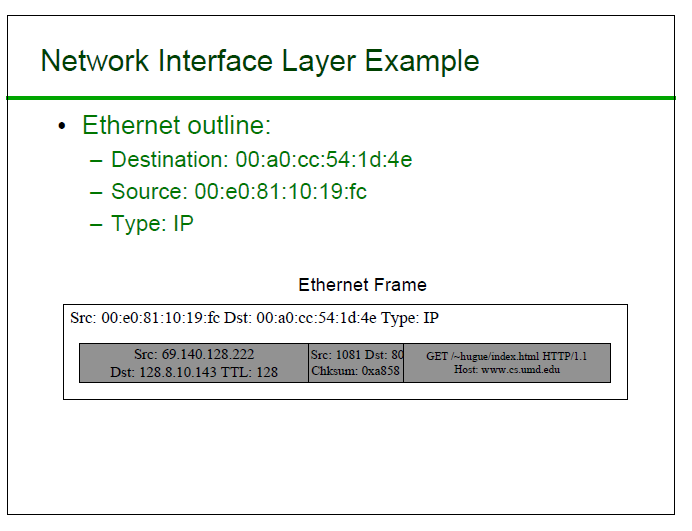 Network Interface Layer Example
• Ethernet outline:
– Destination: 00:a0:cc:54:1d:4e
– Source: 00:e0:81:10:19:fc
– Type: IP
Ethernet Frame
Src: 00:e0:81:10:19:fc Dst: 00:a0:cc:54:1d:4e Type: IP
Src: 69.140.128.222
Dst: 128.8.10.143 TTL: 128
Src: 1081 Dst: 80
Chksum: 0xa858
GET /~hugue/index.html HTTP/1.1
Host: www.cs.umd.edu